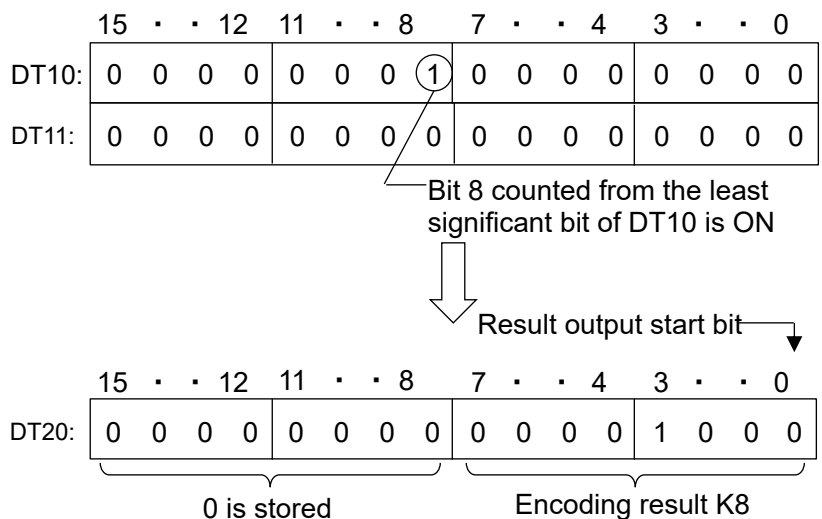 15 · · 12 11 · · 8 7 · · 4 3 · · 0
DT10: 0 0 0 0 0 0 0 1 0 0 0 0 0 0 0 0
DT11: 0 0 0 0 0 0 0 0 0 0 0 0 0 0 0 0
Bit 8 counted from the least
significant bit of DT10 is ON
Result output start bit
15 · · 12 11 · · 8 7 · · 4 3 · · 0
DT20: 0 0 0 0 0 0 0 0 0 0 0 0 1 0 0 0
0 is stored Encoding result K8